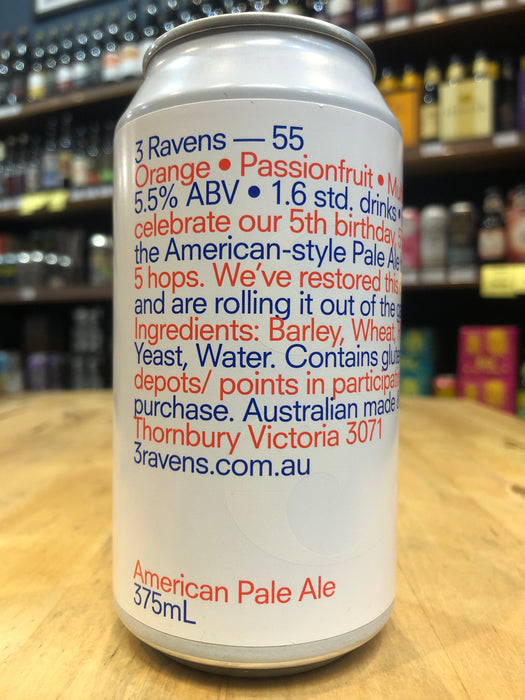 3 Ravens — 55
Orange • Passionfruit •
5.5% ABV • 1.6 std. drinks •
celebrate our 5th birthday,
the American-style Pale Ale
5 hops. We've restored this
and are rolling it out of the
Ingredients: Barley, Wheat,
Yeast, Water. Contains
depots/ points in
purchase. Australian made
Thornbury Victoria 3071
3ravens.com.au
American Pale Ale
375mL